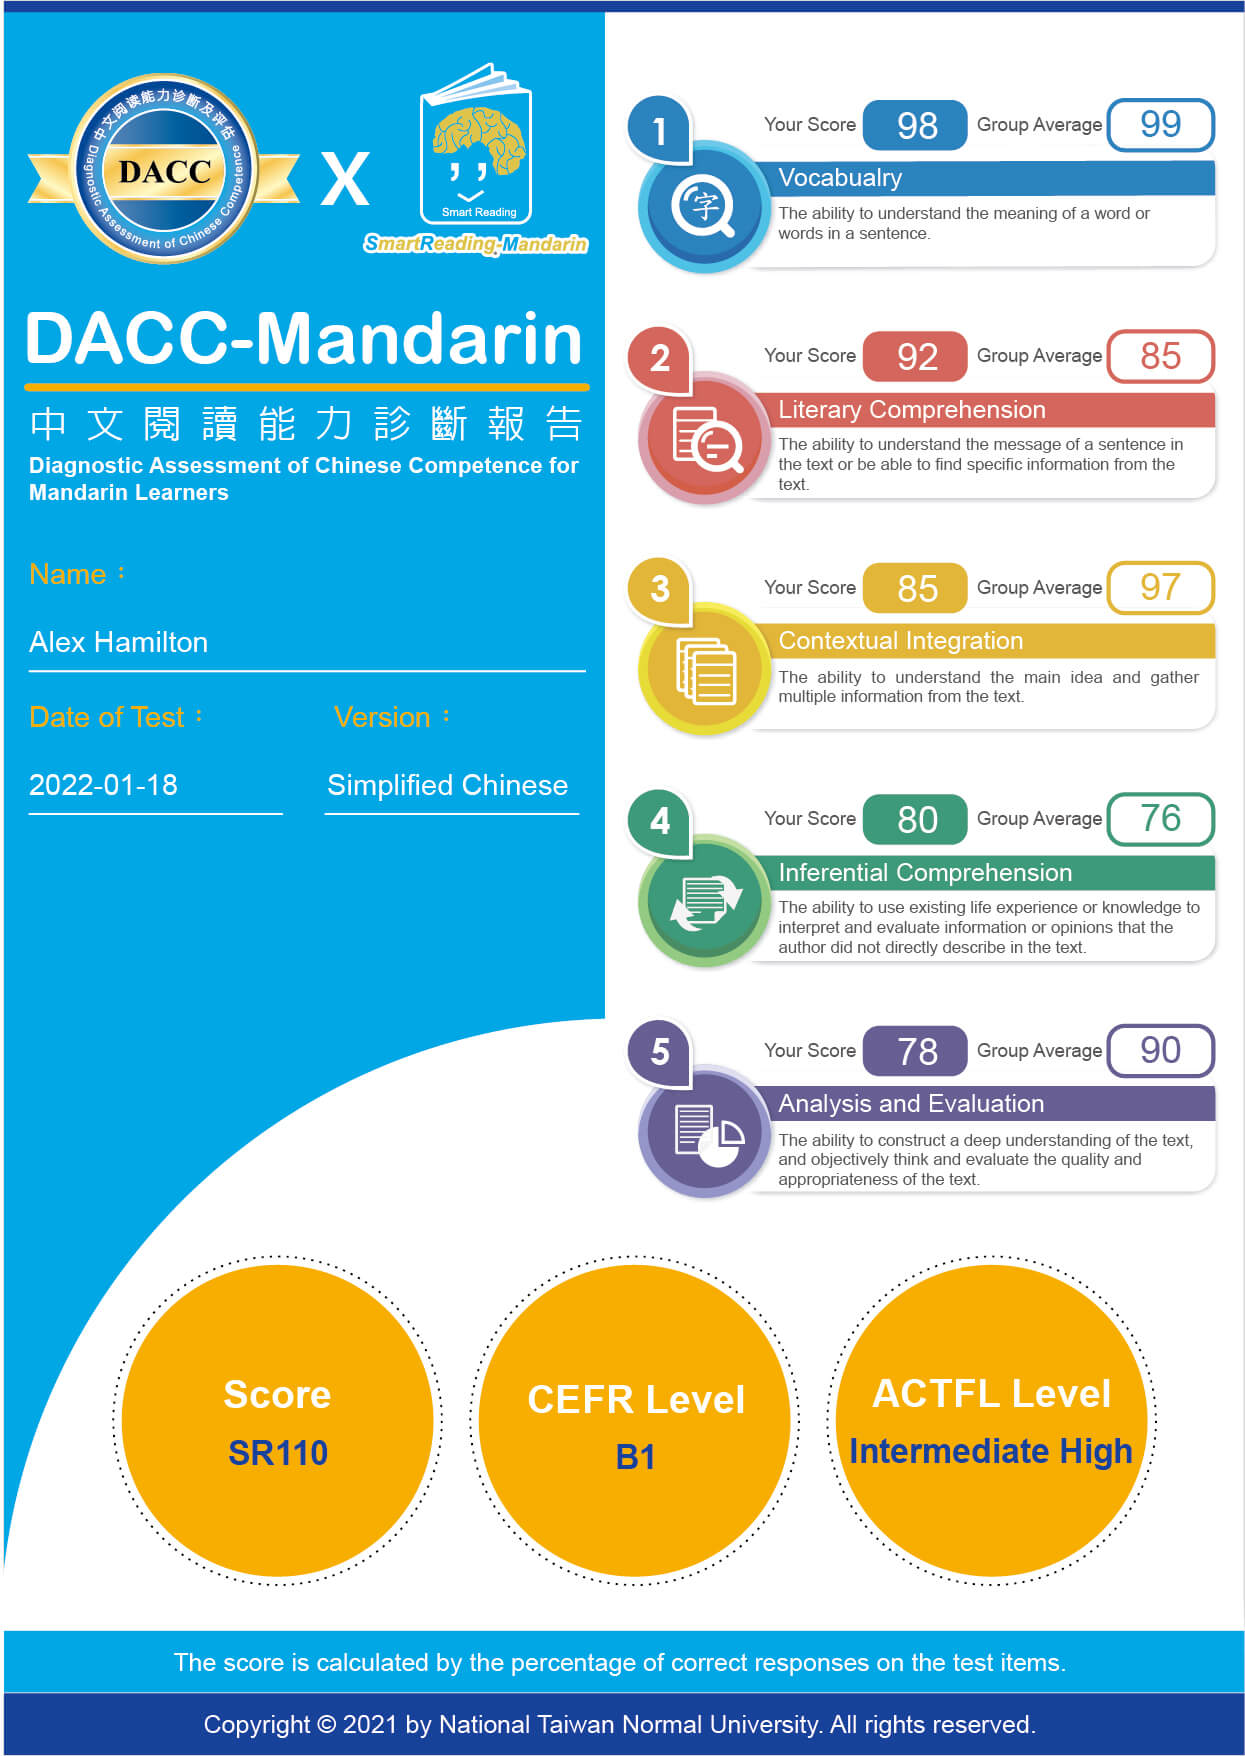 中文阅读能力诊断及评估
DACC
Diagnostic Assessment of Chinese Competence
X
Smart Reading
SmartReading-Mandarin
DACC-Mandarin
中文閱讀能力診斷報告
Diagnostic Assessment of Chinese Competence for
Mandarin Learners
Name：
Alex Hamilton
Date of Test： Version：
2022-01-18 Simplified Chinese
1 Your Score 98 Group Average 99
字
Vocabualry
The ability to understand the meaning of a word or
words in a sentence.
2 Your Score 92 Group Average 85
Literary Comprehension
The ability to understand the message of a sentence in
the text or be able to find specific information from the
text.
3 Your Score 85 Group Average 97
Contextual Integration
The ability to understand the main idea and gather
multiple information from the text.
4 Your Score 80 Group Average 76
Inferential Comprehension
The ability to use existing life experience or knowledge to
interpret and evaluate information or opinions that the
author did not directly describe in the text.
5 Your Score 78 Group Average 90
Analysis and Evaluation
The ability to construct a deep understanding of the text,
and objectively think and evaluate the quality and
appropriateness of the text.
Score
SR110
CEFR Level
B1
ACTFL Level
Intermediate High
The score is calculated by the percentage of correct responses on the test items.
Copyright © 2021 by National Taiwan Normal University. All rights reserved.